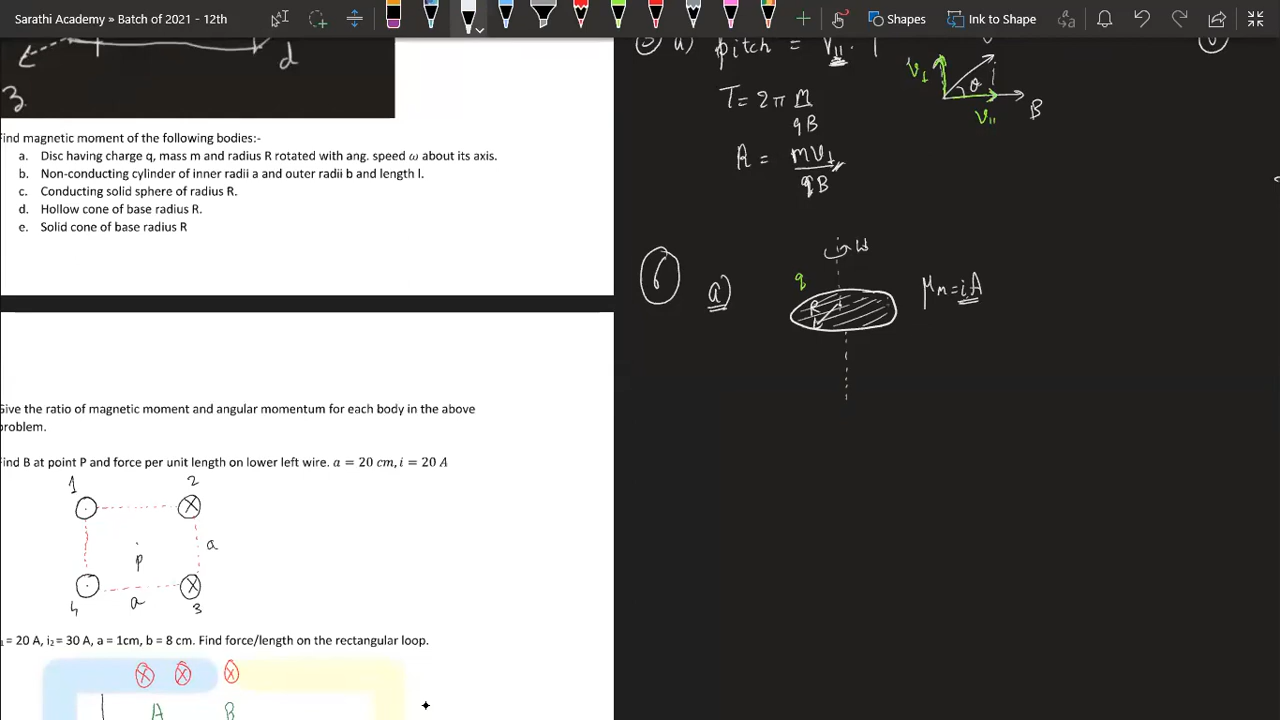 Sarathi Academy » Batch of 2021 - 12th
Shapes
Ink to Shape
d
3
Find magnetic moment of the following bodies:-
a. Disc having charge q, mass m and radius R rotated with ang. speed ω about its axis.
b. Non-conducting cylinder of inner radii a and outer radii b and length l.
c. Conducting solid sphere of radius R.
d. Hollow cone of base radius R.
e. Solid cone of base radius R
Give the ratio of magnetic moment and angular momentum for each body in the above
problem.
Find B at point P and force per unit length on lower left wire. a = 20 cm, i = 20 A
1 2
p a
4 a 3
= 20 A, i₂ = 30 A, a = 1cm, b = 8 cm. Find force/length on the rectangular loop.
A B
a) pitch = V||.
T = 2π m
qB
R = mV⊥
qB
V⊥ θ B
V||
6 a) ω
q μm = iA
R